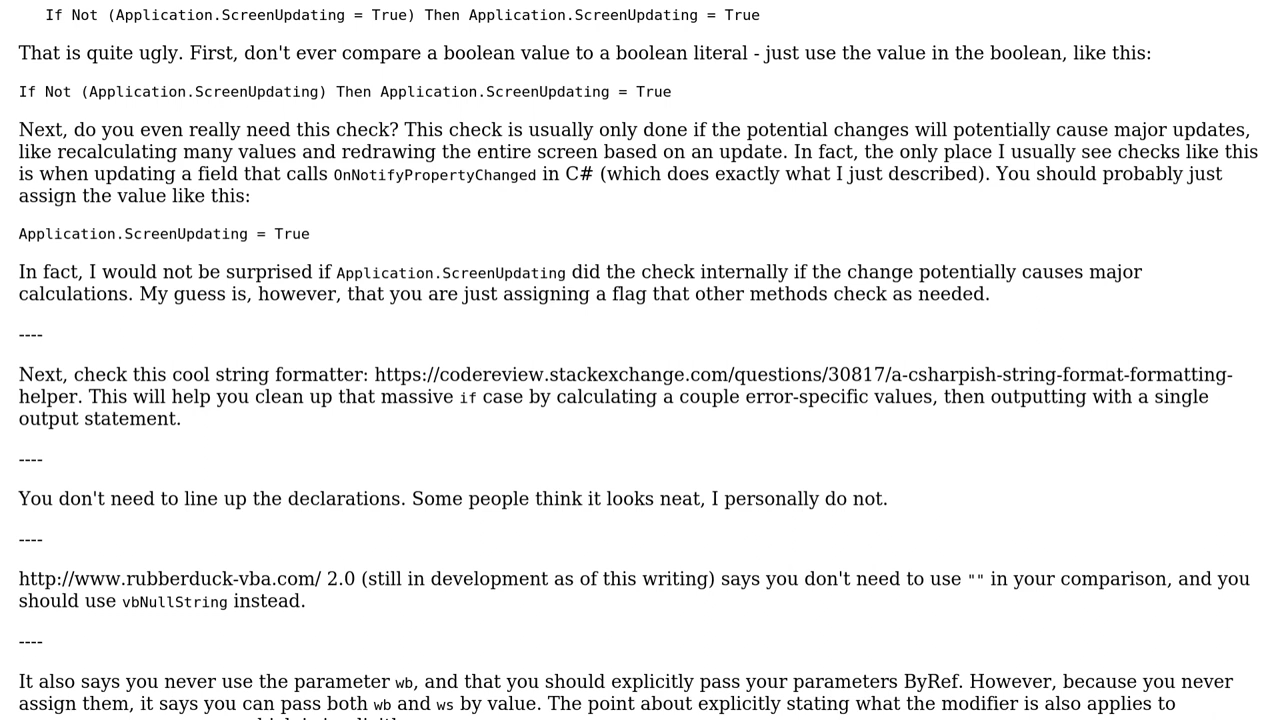 If Not (Application.ScreenUpdating = True) Then Application.ScreenUpdating = True
That is quite ugly. First, don't ever compare a boolean value to a boolean literal - just use the value in the boolean, like this:
If Not (Application.ScreenUpdating) Then Application.ScreenUpdating = True
Next, do you even really need this check? This check is usually only done if the potential changes will potentially cause major updates,
like recalculating many values and redrawing the entire screen based on an update. In fact, the only place I usually see checks like this
is when updating a field that calls OnNotifyPropertyChanged in C# (which does exactly what I just described). You should probably just
assign the value like this:
Application.ScreenUpdating = True
In fact, I would not be surprised if Application.ScreenUpdating did the check internally if the change potentially causes major
calculations. My guess is, however, that you are just assigning a flag that other methods check as needed.
----
Next, check this cool string formatter: https://codereview.stackexchange.com/questions/30817/a-csharpish-string-format-formatting-
helper. This will help you clean up that massive if case by calculating a couple error-specific values, then outputting with a single
output statement.
----
You don't need to line up the declarations. Some people think it looks neat, I personally do not.
----
http://www.rubberduck-vba.com/ 2.0 (still in development as of this writing) says you don't need to use "" in your comparison, and you
should use vbNullString instead.
----
It also says you never use the parameter wb, and that you should explicitly pass your parameters ByRef. However, because you never
assign them, it says you can pass both wb and ws by value. The point about explicitly stating what the modifier is also applies to